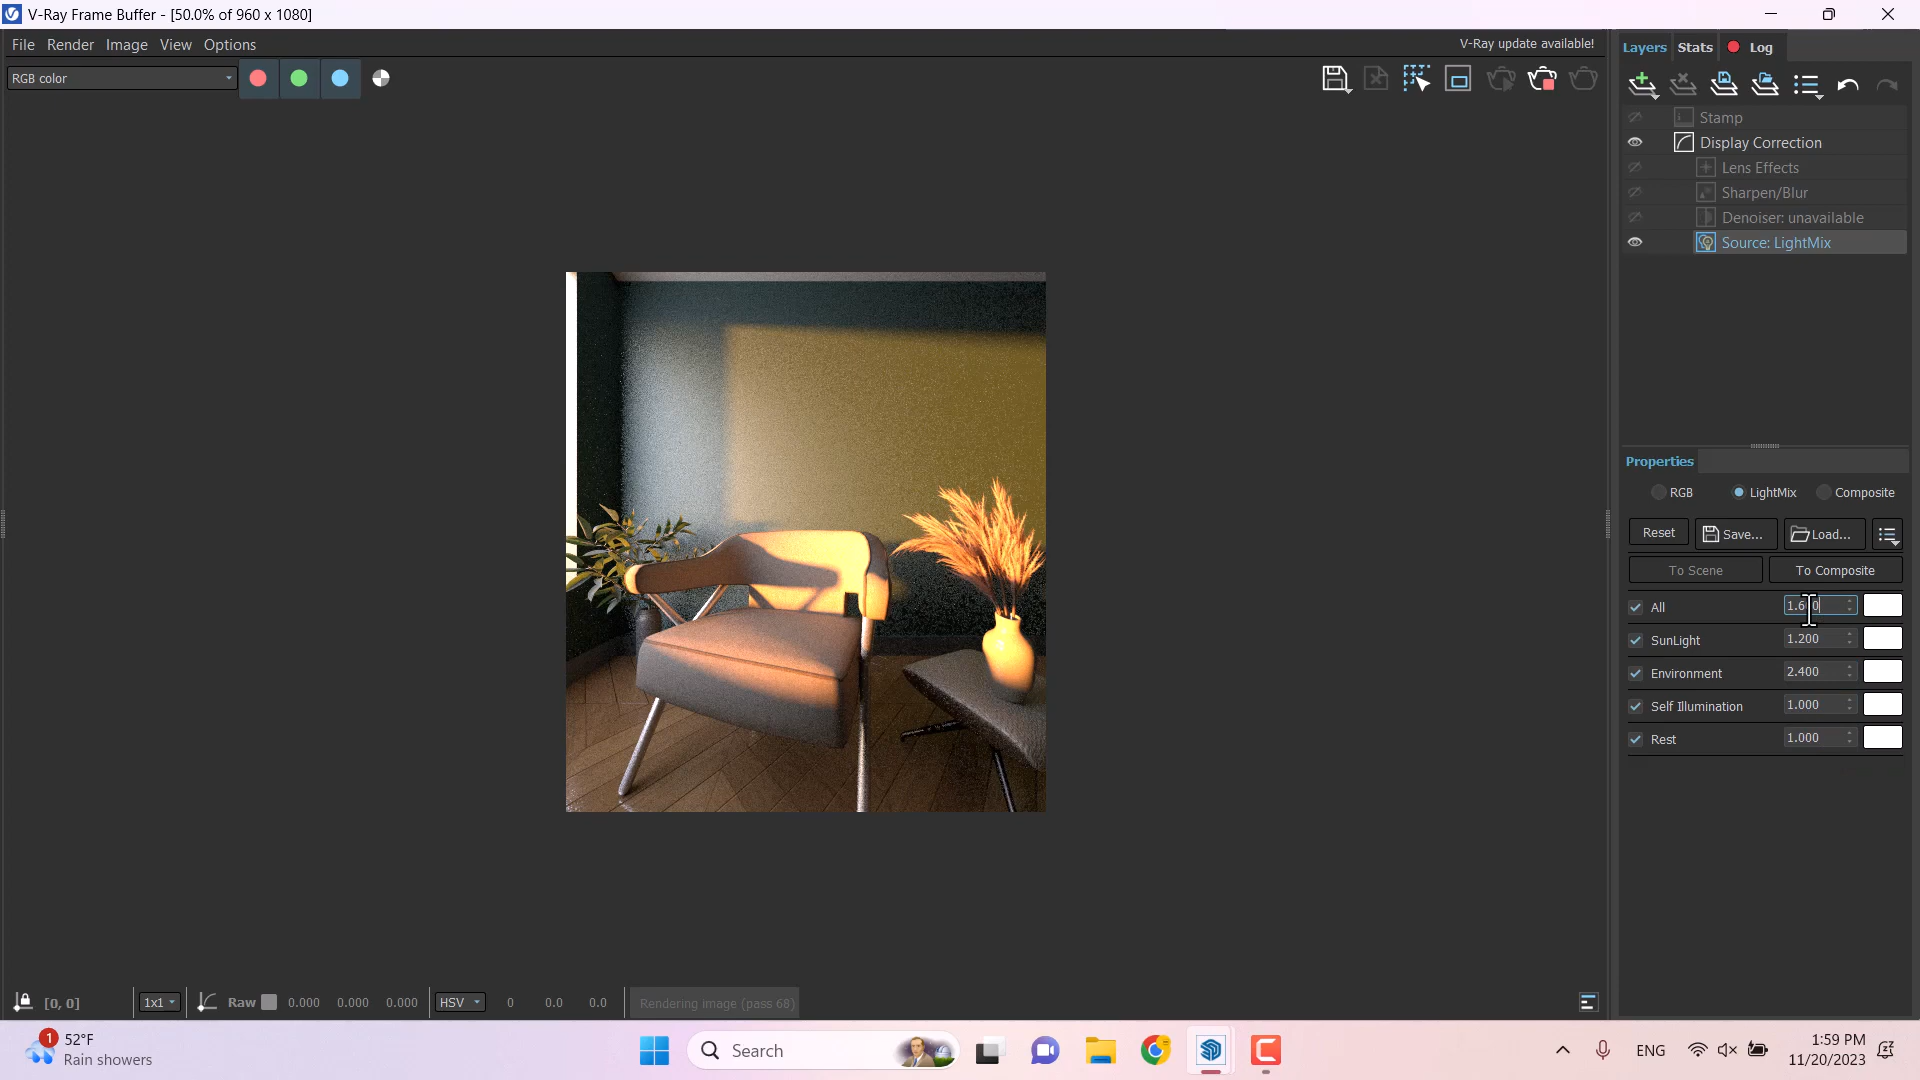 V-Ray Frame Buffer - [50.0% of 960 x 1080]
File Render Image View Options
V-Ray update available!
Layers Stats Log
RGB color
Stamp
Display Correction
Lens Effects
Sharpen/Blur
Denoiser: unavailable
Source: LightMix
Properties
RGB LightMix Composite
Reset Save... Load...
To Scene To Composite
All
SunLight 1.200
Environment 2.400
Self Illumination 1.000
Rest 1.000
[0, 0] 1x1 Raw 0.000 0.000 0.000 HSV 0 0.0 0.0 Rendering image (pass 68)
1 52°F
Rain showers
Search
ENG
1:59 PM
11/20/2023